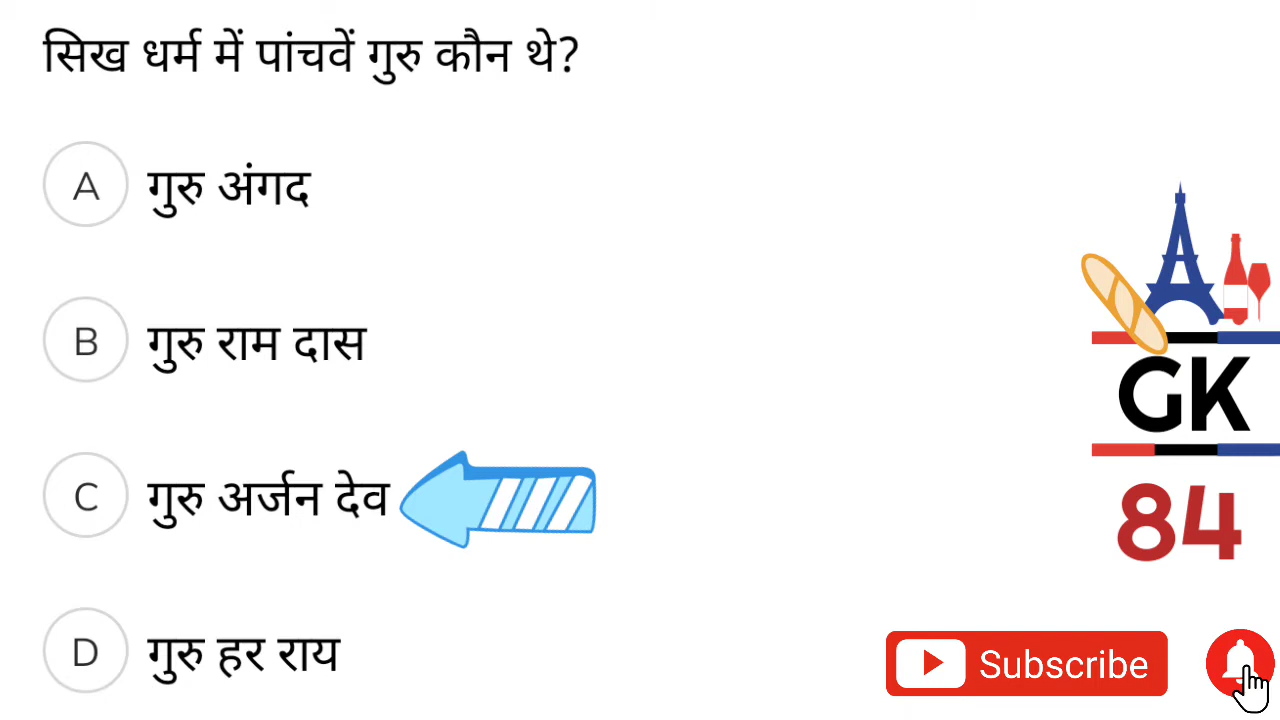 सिख धर्म में पांचवें गुरु कौन थे?
A गुरु अंगद
B गुरु राम दास
C गुरु अर्जन देव
D गुरु हर राय
GK
84
Subscribe